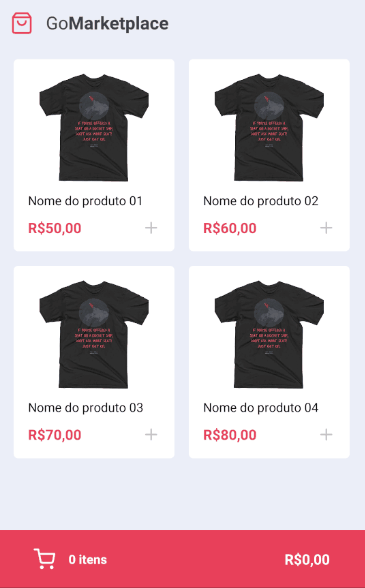 GoMarketplace
Nome do produto 01
R$50,00
Nome do produto 02
R$60,00
Nome do produto 03
R$70,00
Nome do produto 04
R$80,00
0 itens
R$0,00